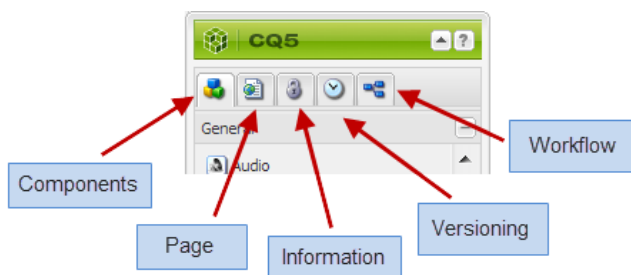 CQ5
?
General
Audio
Workflow
Components
Versioning
Page
Information